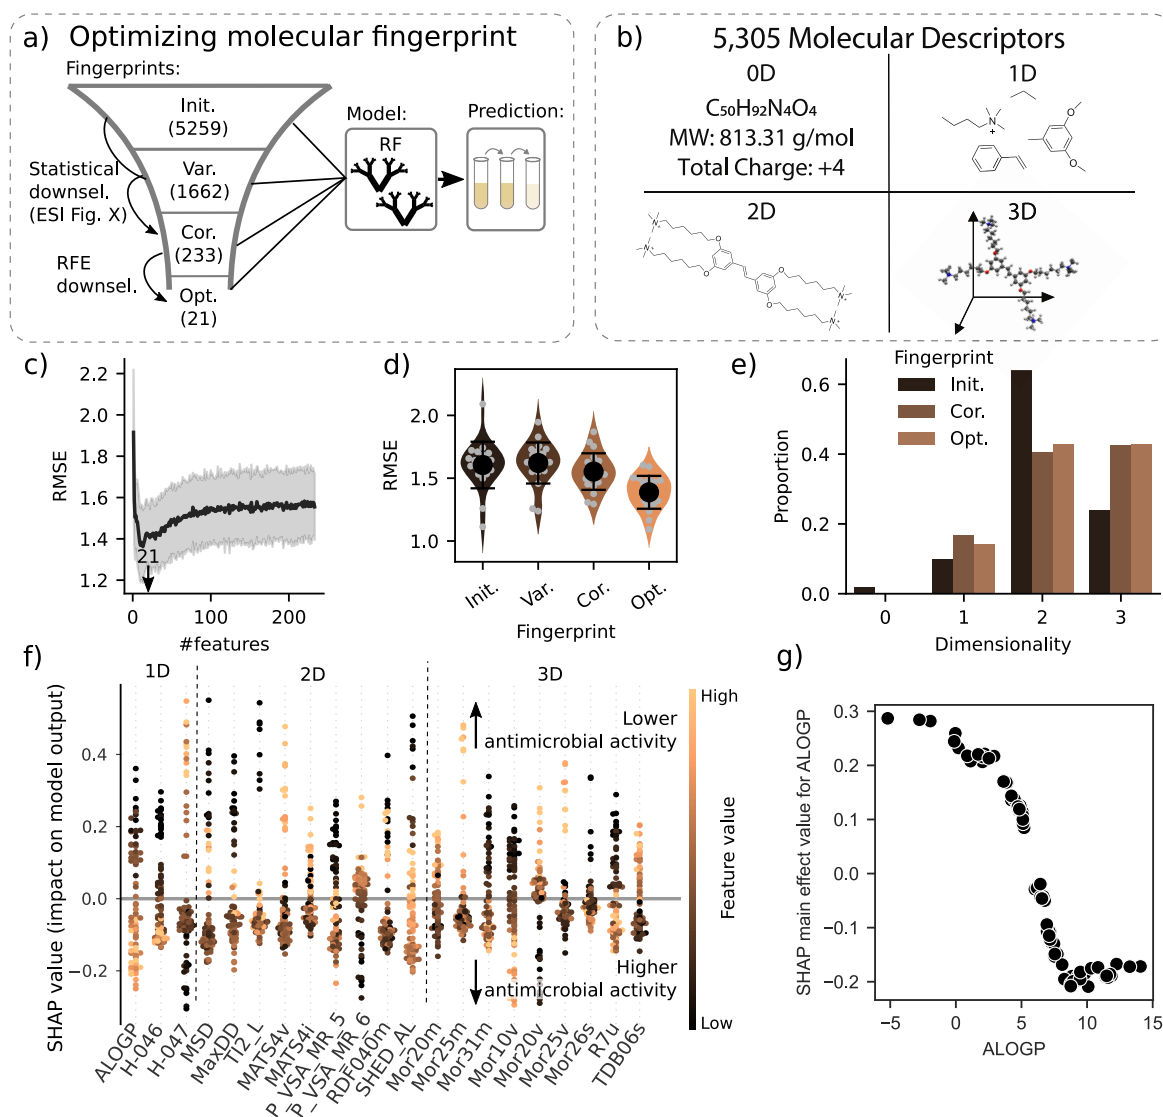 a) Optimizing molecular fingerprint
Fingerprints:
Init.
(5259)
Var.
(1662)
Cor.
(233)
Opt.
(21)
Statistical
downsel.
(ESI Fig. X)
RFE
downsel.
Model:
RF
Prediction:
b) 5,305 Molecular Descriptors
0D
C₅₀H₉₂N₄O₄
MW: 813.31 g/mol
Total Charge: +4
1D
N
+
O
O
2D
N
+
N
+
O
O
O
O
N
+
N
+
3D
c)
RMSE
2.2
2.0
1.8
1.6
1.4
1.2
21
0
100
200
#features
d)
RMSE
2.0
1.5
1.0
Init.
Var.
Cor.
Opt.
Fingerprint
e)
Proportion
0.6
0.4
0.2
0.0
Fingerprint
Init.
Cor.
Opt.
0
1
2
3
Dimensionality
f)
1D
2D
3D
SHAP value (impact on model output)
0.4
0.2
0.0
−0.2
Lower
antimicrobial activity
Higher
antimicrobial activity
High
Feature value
Low
ALOGP
H-046
H-047
MSD
MaxDD
TI2_L
MATS4v
MATS4i
P_VSA_MR_5
P_VSA_MR_6
RDF040m
SHED_AL
Mor20m
Mor25m
Mor31m
Mor10v
Mor20v
Mor25v
Mor26s
R7u
TDB06s
g)
SHAP main effect value for ALOGP
0.3
0.2
0.1
0.0
−0.1
−0.2
−5
0
5
10
15
ALOGP